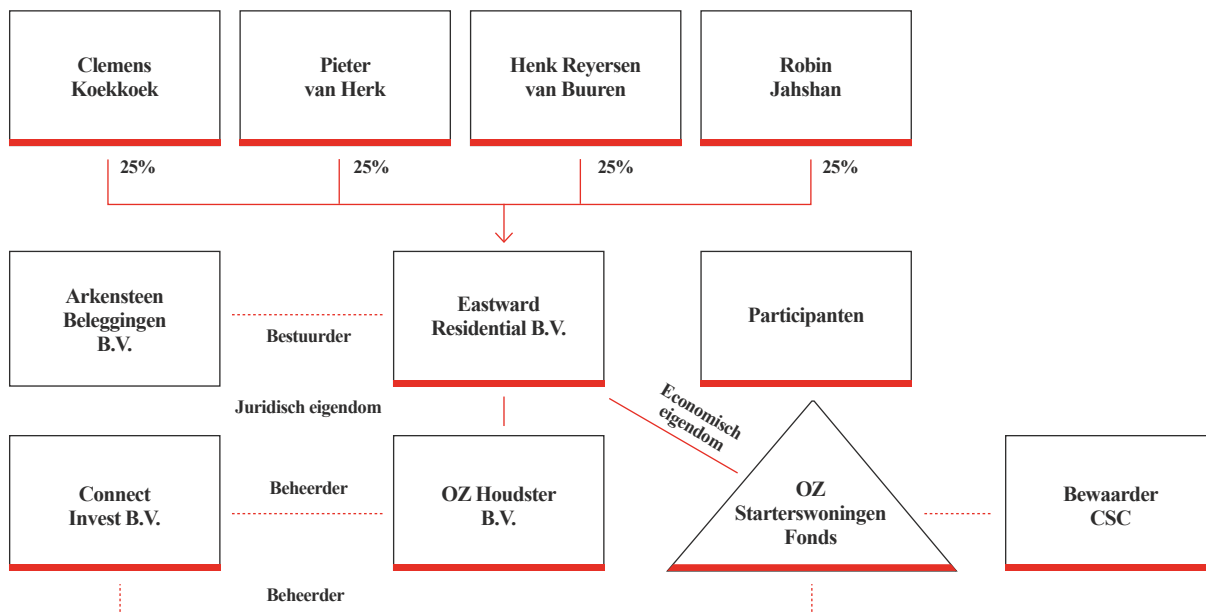 Clemens
Koekkoek
Pieter
van Herk
Henk Reyersen
van Buuren
Robin
Jahshan
25%
25%
25%
25%
Arkensteen
Beleggingen
B.V.
Bestuurder
Eastward
Residential B.V.
Participanten
Juridisch eigendom
Economisch
eigendom
Connect
Invest B.V.
Beheerder
OZ Houdster
B.V.
OZ
Starterswoningen
Fonds
Bewaarder
CSC
Beheerder